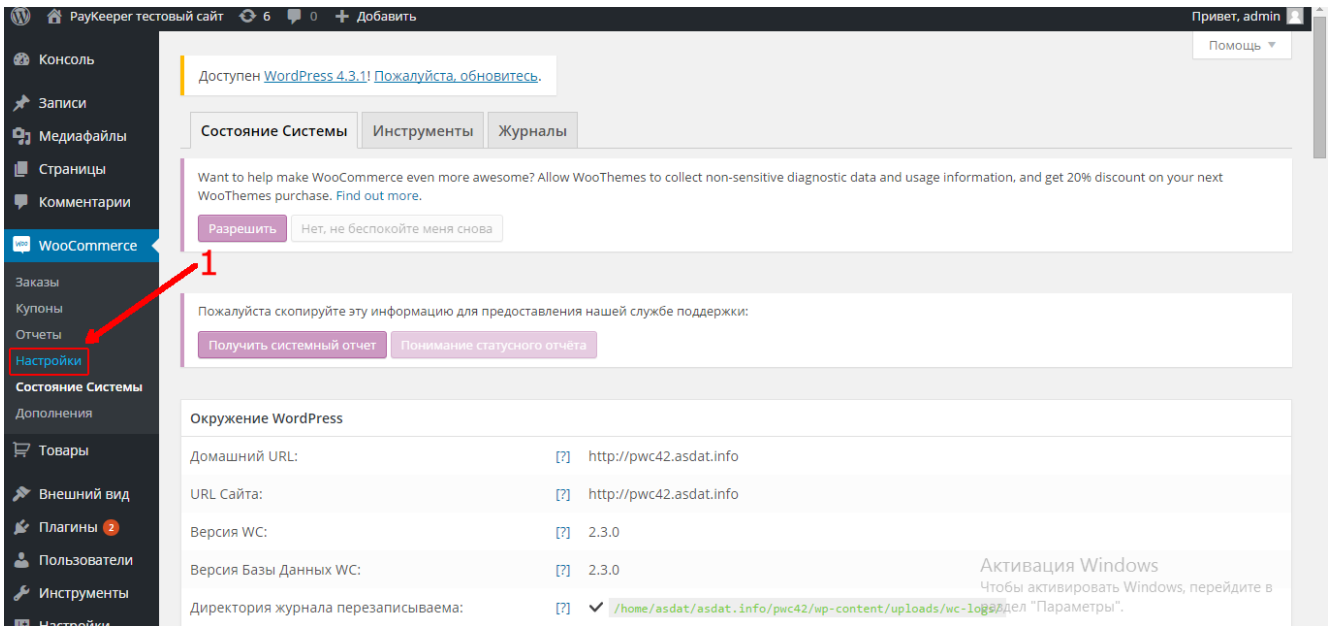 PayKeeper тестовый сайт 6 0 + Добавить Привет, admin
Помощь
Консоль
Записи
Медиафайлы
Страницы
Комментарии
WooCommerce
Заказы
Купоны
Отчеты
Настройки
Состояние Системы
Дополнения
Товары
Внешний вид
Плагины 2
Пользователи
Инструменты
Настройки
1
Доступен WordPress 4.3.1! Пожалуйста, обновитесь.
Состояние Системы Инструменты Журналы
Want to help make WooCommerce even more awesome? Allow WooThemes to collect non-sensitive diagnostic data and usage information, and get 20% discount on your next
WooThemes purchase. Find out more.
Разрешить Нет, не беспокойте меня снова
Пожалуйста скопируйте эту информацию для предоставления нашей службе поддержки:
Получить системный отчет Понимание статусного отчёта
Окружение WordPress
Домашний URL: [?] http://pwc42.asdat.info
URL Сайта: [?] http://pwc42.asdat.info
Версия WC: [?] 2.3.0
Версия Базы Данных WC: [?] 2.3.0
Директория журнала перезаписываема: [?] ✔ /home/asdat/asdat.info/pwc42/wp-content/uploads/wc-logs/
Активация Windows
Чтобы активировать Windows, перейдите в
раздел "Параметры".